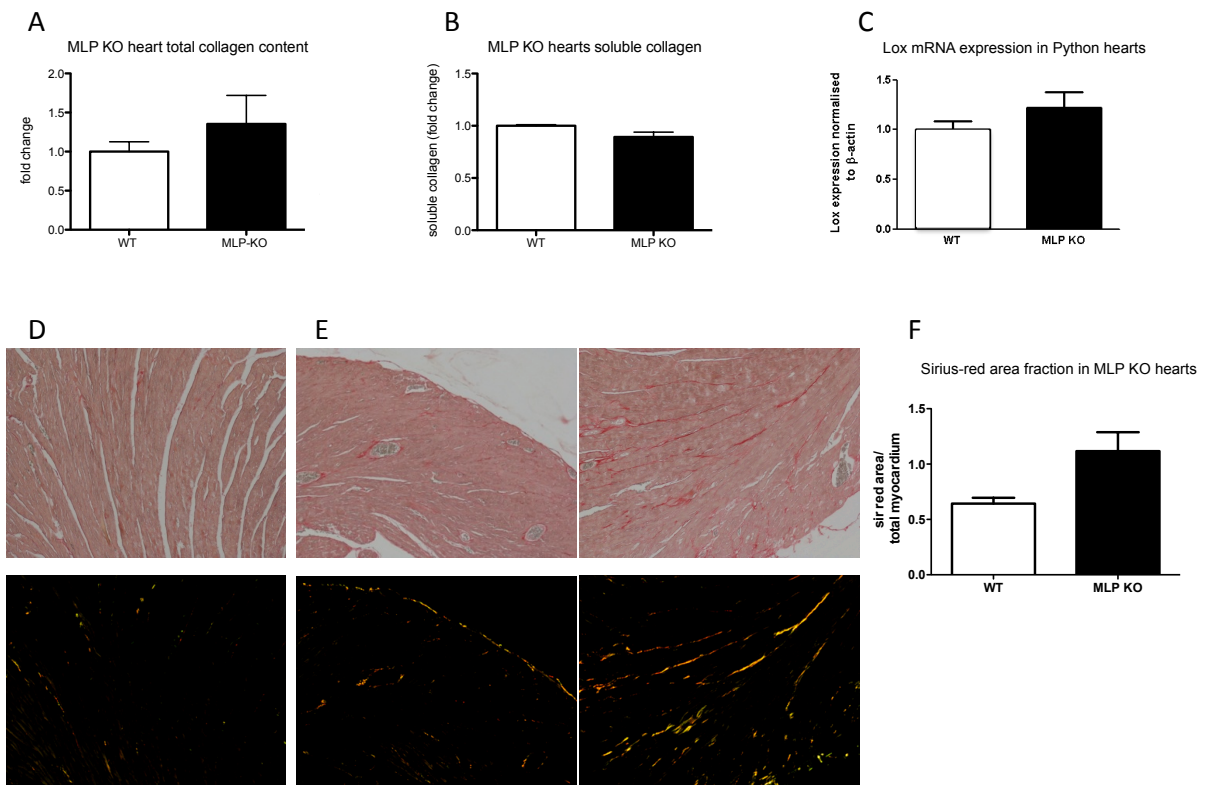 A
MLP KO heart total collagen content
fold change
2.0
1.5
1.0
0.5
0.0
WT
MLP-KO
B
MLP KO hearts soluble collagen
soluble collagen (fold change)
1.5
1.0
0.5
0.0
WT
MLP KO
C
Lox mRNA expression in Python hearts
Lox expression normalised
to β-actin
1.5
1.0
0.5
0.0
WT
MLP KO
D
E
F
Sirius-red area fraction in MLP KO hearts
sir red area/
total myocardium
1.5
1.0
0.5
0.0
WT
MLP KO